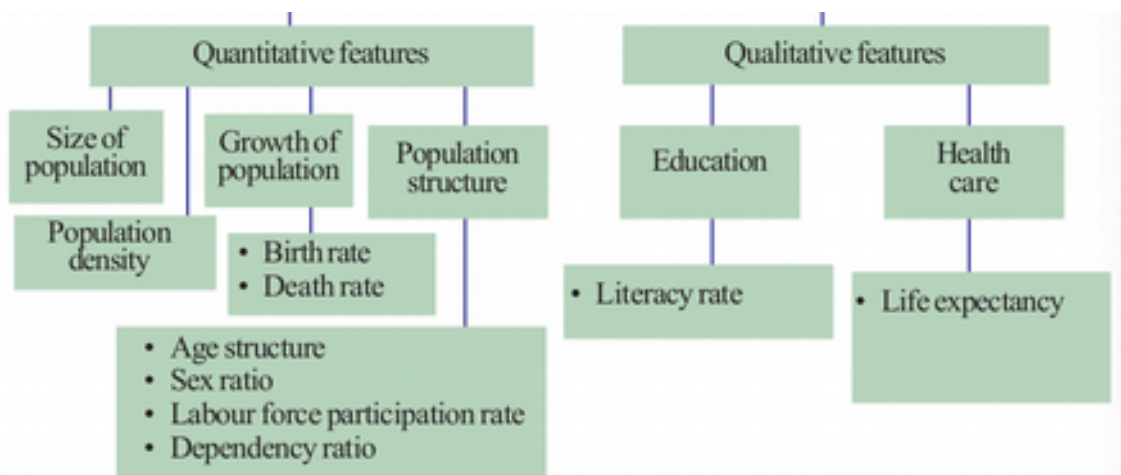 Quantitative features
Qualitative features
Size of
population
Growth of
population
Population
structure
Education
Health
care
Population
density
• Birth rate
• Death rate
• Literacy rate
• Life expectancy
• Age structure
• Sex ratio
• Labour force participation rate
• Dependency ratio